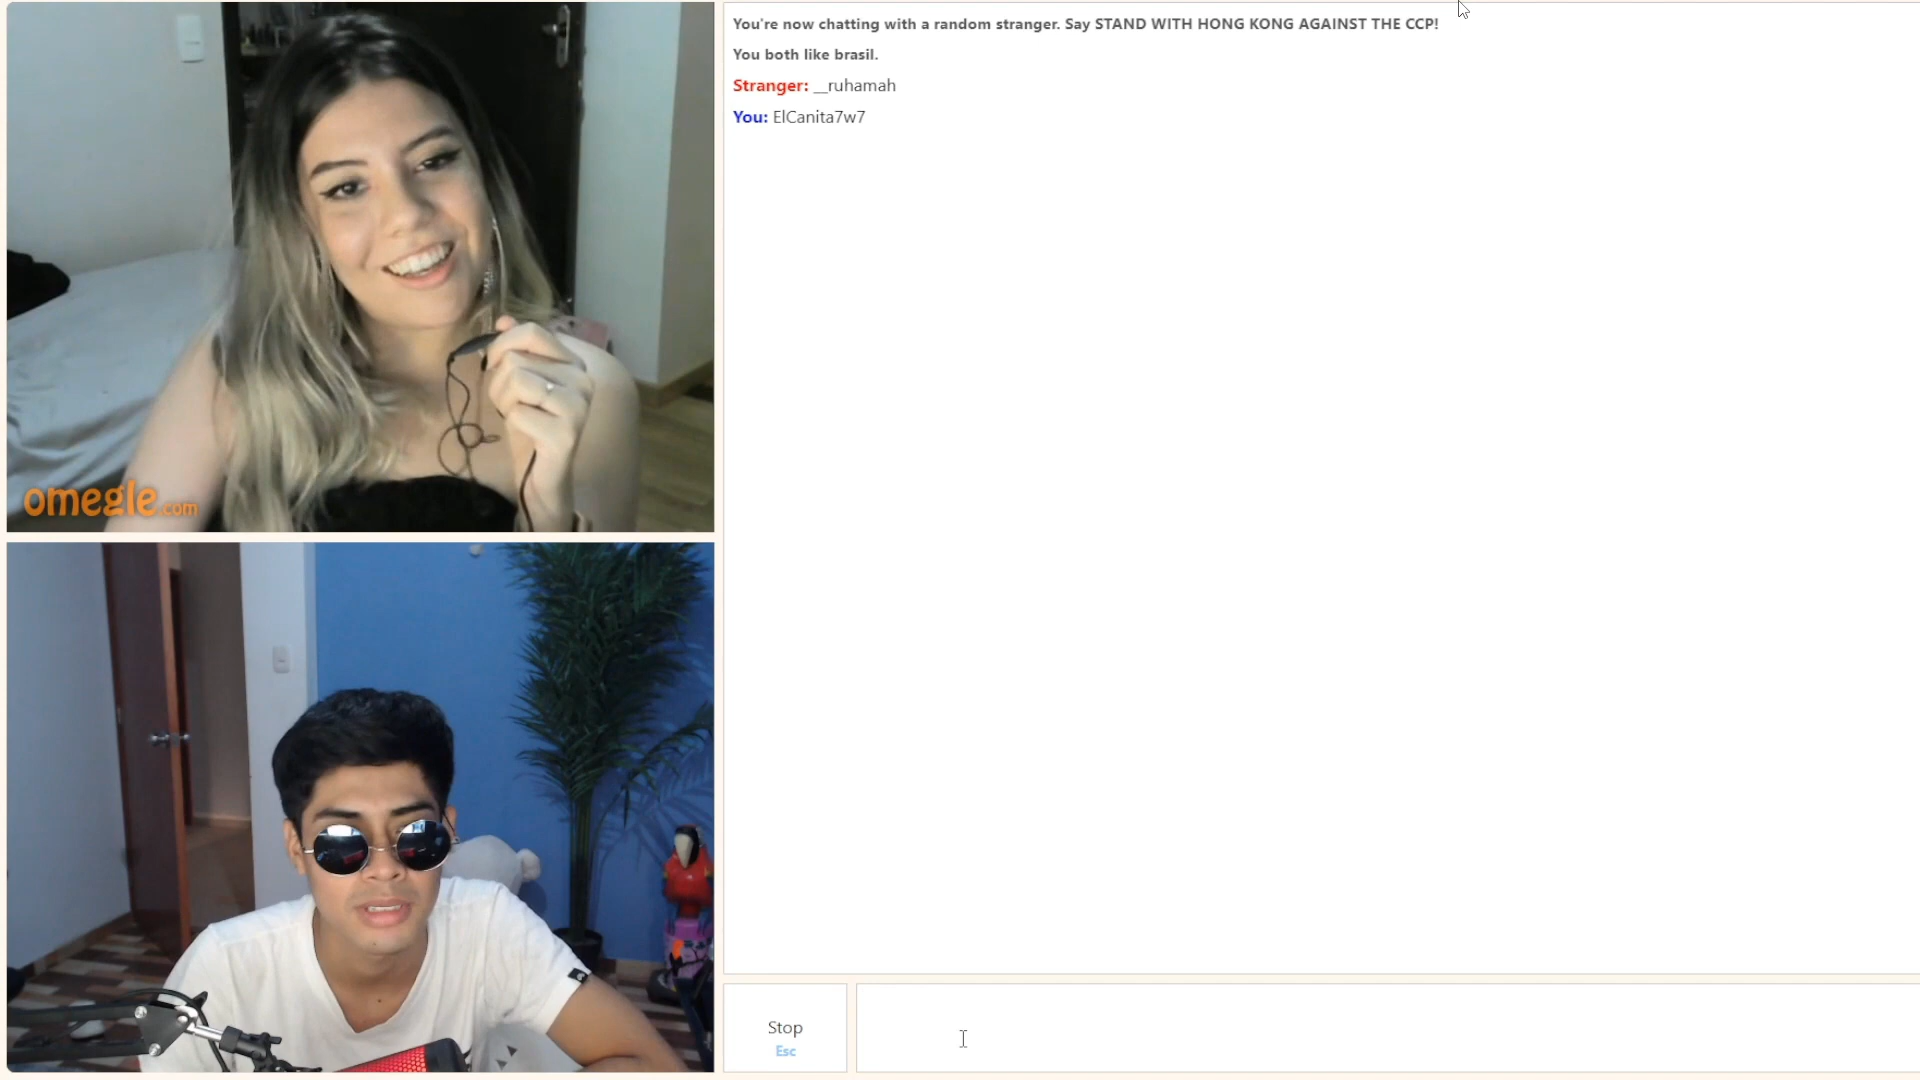 You're now chatting with a random stranger. Say STAND WITH HONG KONG AGAINST THE CCP!
You both like brasil.
Stranger: __ruhamah
You: ElCanita7w7
omegle.com
Stop
Esc